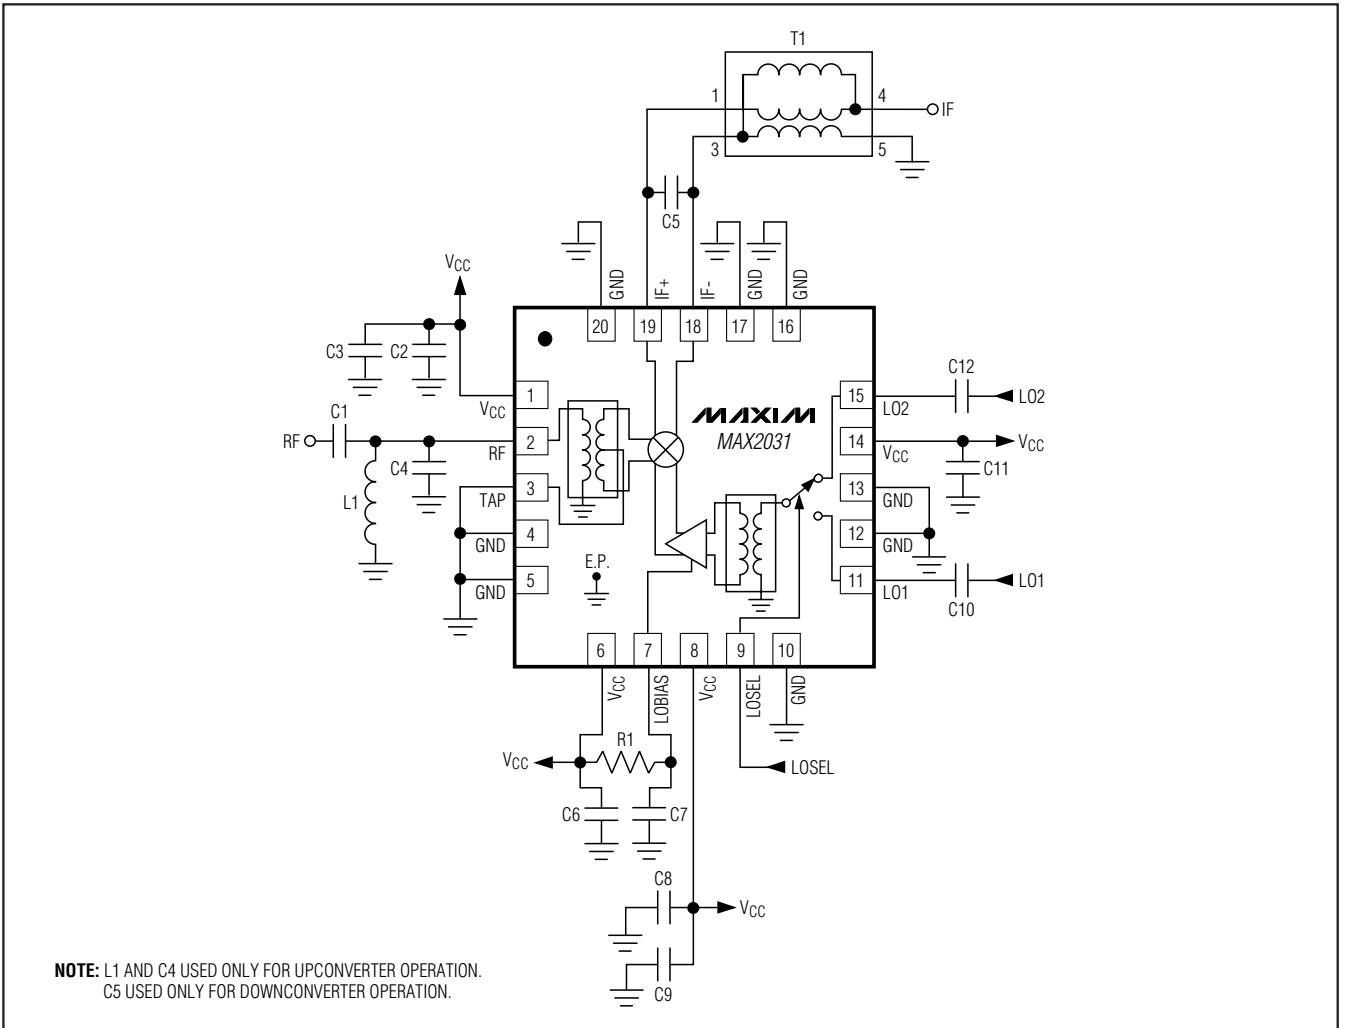 T1
1
4
IF
3
5
C5
GND
IF+
IF-
GND
GND
VCC
20
19
18
17
16
C3
C2
C12
1
VCC
15
LO2
LO2
C1
MAXIM
MAX2031
RF
2
RF
14
VCC
VCC
C4
C11
L1
TAP
3
13
GND
4
GND
12
GND
E.P.
5
GND
11
LO1
LO1
C10
6
7
8
9
10
VCC
LOBIAS
VCC
LOSEL
GND
R1
VCC
LOSEL
C6
C7
C8
VCC
C9
NOTE: L1 AND C4 USED ONLY FOR UPCONVERTER OPERATION.
C5 USED ONLY FOR DOWNCONVERTER OPERATION.